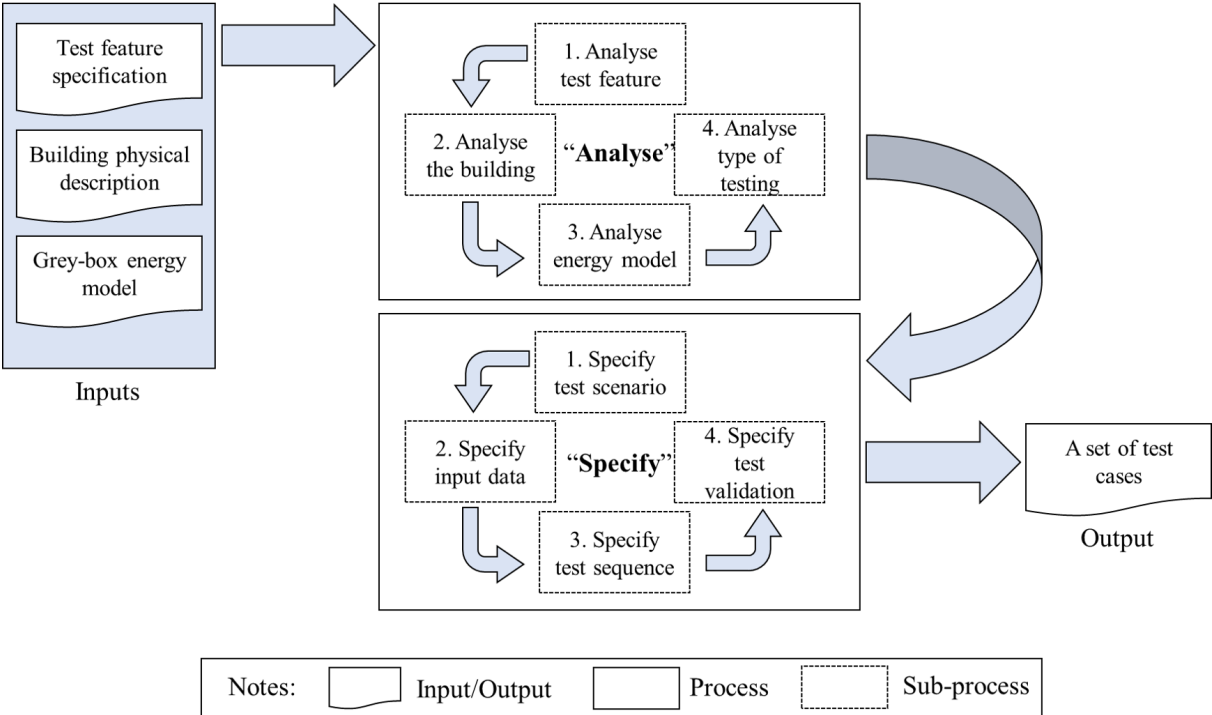 Test feature
specification
Building physical
description
Grey-box energy
model
Inputs
1. Analyse
test feature
2. Analyse
the building
“Analyse”
4. Analyse
type of
testing
3. Analyse
energy model
1. Specify
test scenario
2. Specify
input data
“Specify”
4. Specify
test
validation
3. Specify
test sequence
A set of test
cases
Output
Notes:
Input/Output
Process
Sub-process